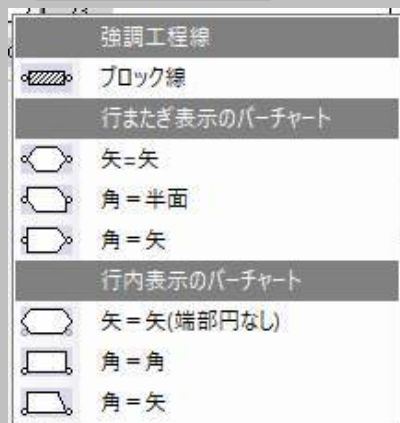 強調工程線
ブロック線
行またぎ表示のバーチャート
矢=矢
角＝半面
角＝矢
行内表示のバーチャート
矢＝矢(端部円なし)
角＝角
角＝矢